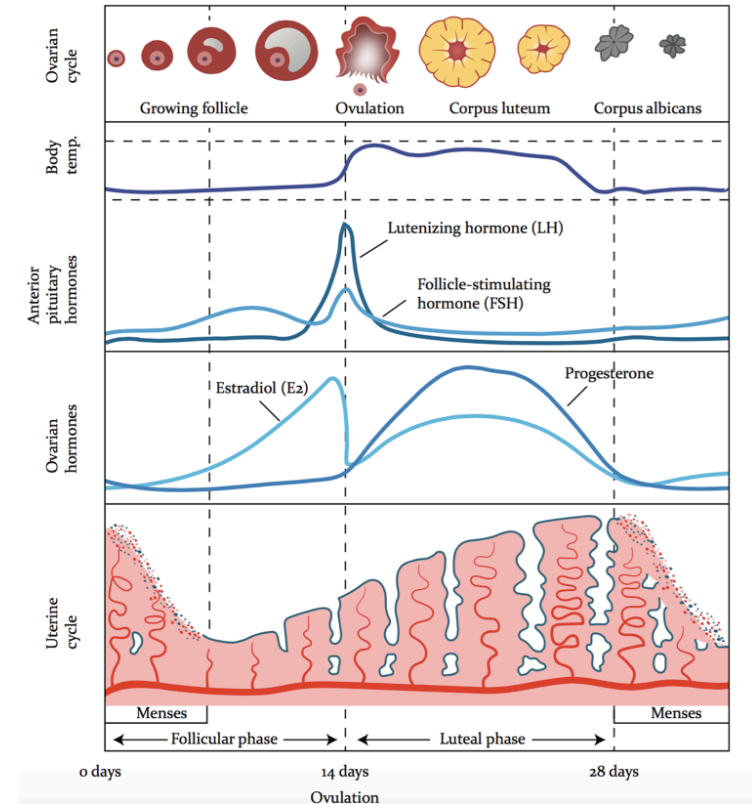 Ovarian
cycle
Growing follicle
Ovulation
Corpus luteum
Corpus albicans
Body
temp.
Anterior
pituitary
hormones
Lutenizing hormone (LH)
Follicle-stimulating
hormone (FSH)
Ovarian
hormones
Estradiol (E2)
Progesterone
Uterine
cycle
Menses
Menses
Follicular phase
Luteal phase
0 days
14 days
28 days
Ovulation